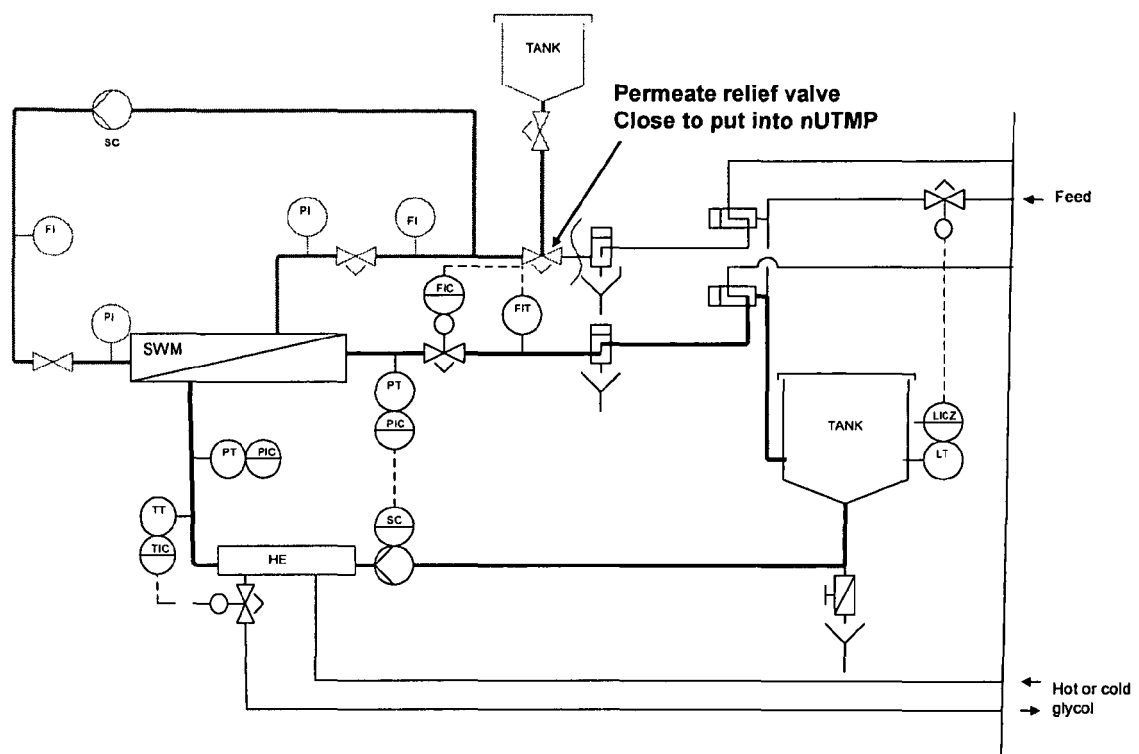 TANK
Permeate relief valve
Close to put into nUTMP
SC
PI
FI
FI
Feed
FIC
FIT
PI
SWM
PT
PIC
TANK
LICZ
LT
PT
PIC
TT
SC
TIC
HE
Hot or cold
glycol